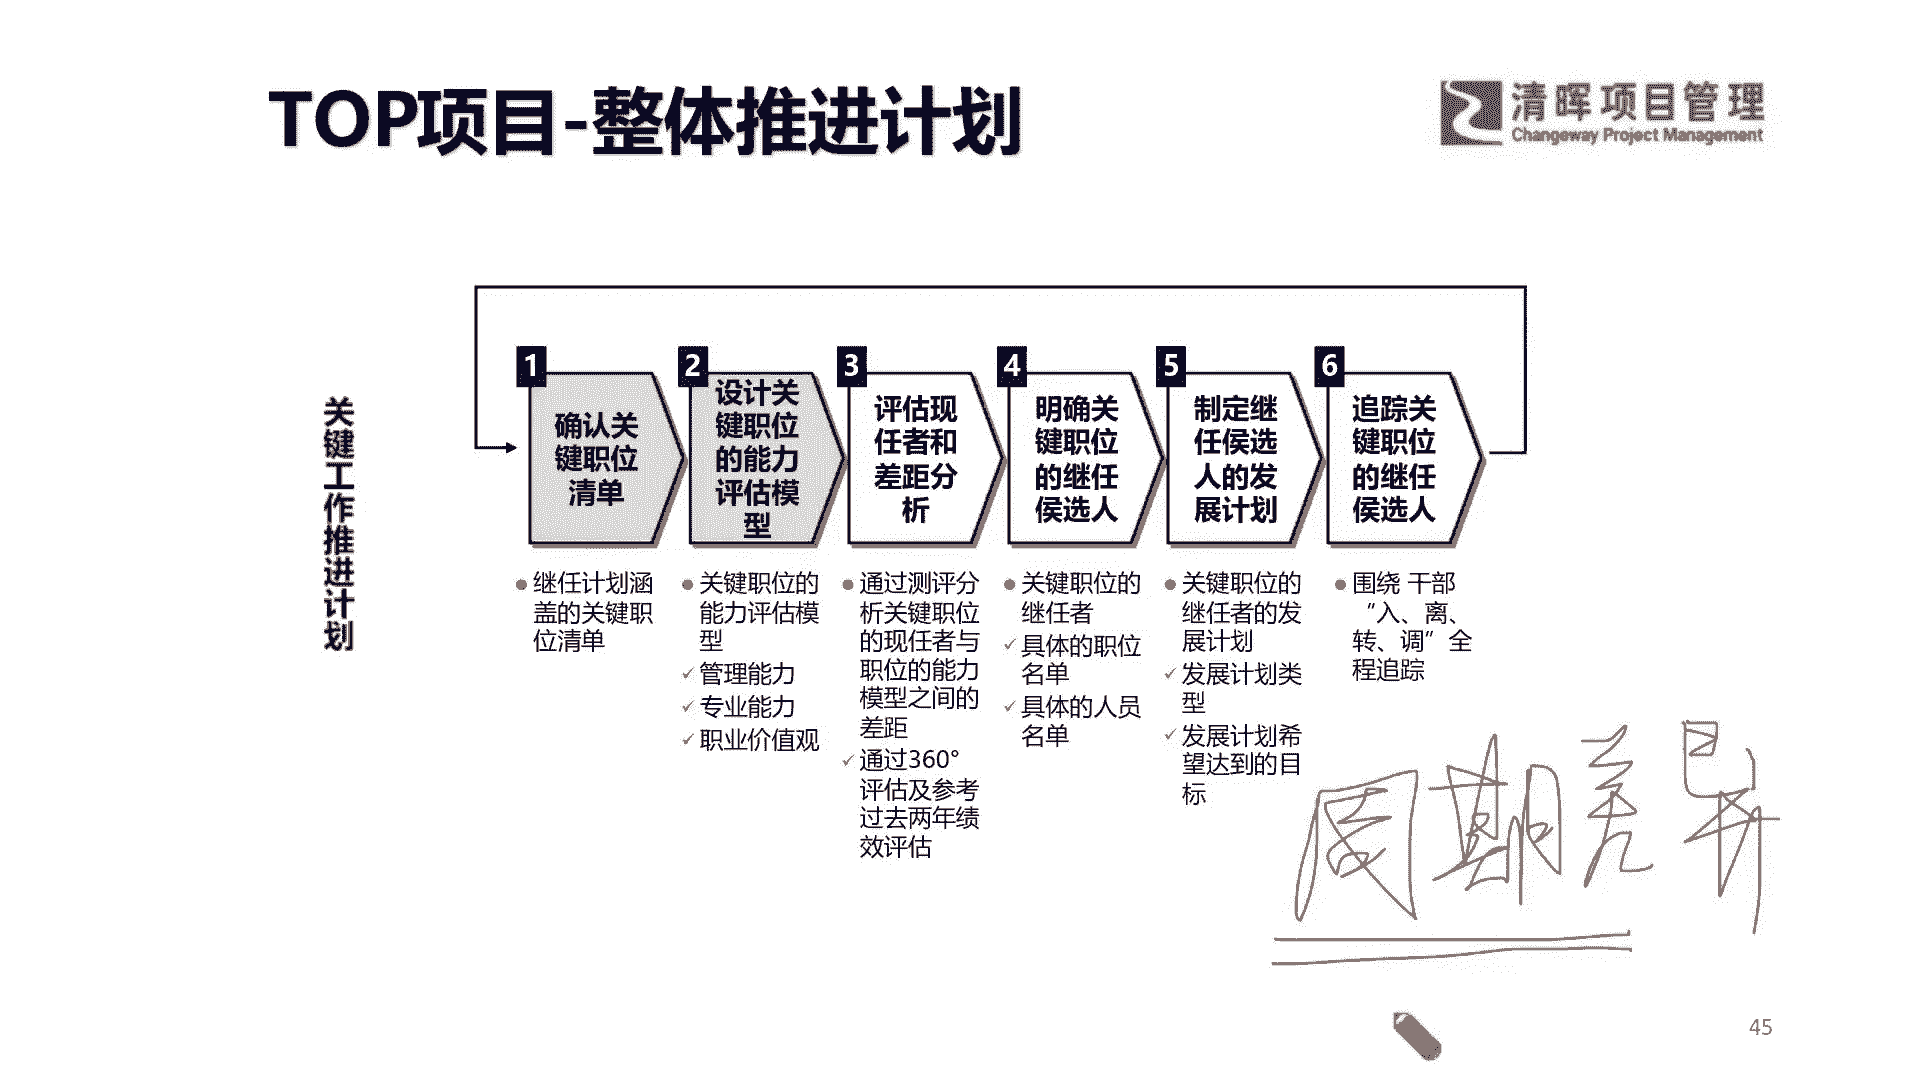 TOP项目-整体推进计划
清晖项目管理
Changeway Project Management
关键工作推进计划
1
确认关
键职位
清单
继任计划涵
盖的关键职
位清单
2
设计关
键职位
的能力
评估模
型
关键职位的
能力评估模
型
管理能力
专业能力
职业价值观
3
评估现
任者和
差距分
析
通过测评分
析关键职位
的现任者与
职位的能力
模型之间的
差距
通过360°
评估及参考
过去两年绩
效评估
4
明确关
键职位
的继任
侯选人
关键职位的
继任者
具体的职位
名单
具体的人员
名单
5
制定继
任侯选
人的发
展计划
关键职位的
继任者的发
展计划
发展计划类
型
发展计划希
望达到的目
标
6
追踪关
键职位
的继任
侯选人
围绕 干部
“入、离、
转、调”全
程追踪
周期差异
45